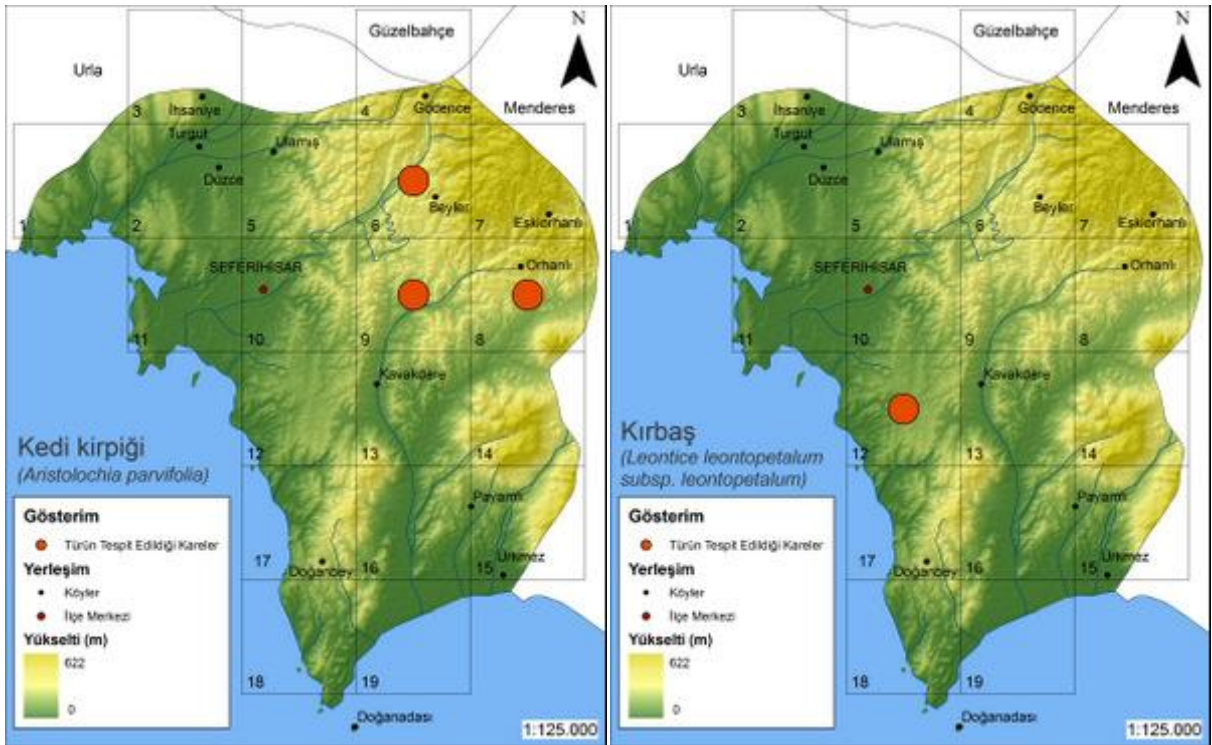 Güzelbahçe
N
Urla
3
4
Gödence
Menderes
İhsaniye
Turgut
Ulamış
Düzce
Beyler
Eskiorhanlı
1
2
5
6
7
SEFERİHİSAR
Orhanlı
11
10
9
8
Kavakdere
Kedi kirpiği
(Aristolochia parvifolia)
12
13
14
Payamlı
Gösterim
Türün Tespit Edildiği Kareler
Yerleşim
Köyler
İlçe Merkezi
Yükselti (m)
622
0
17
Doğanbey
16
15
Ürkmez
18
19
Doğanadası
1:125.000
Güzelbahçe
N
Urla
3
4
Gödence
Menderes
İhsaniye
Turgut
Ulamış
Düzce
Beyler
Eskiorhanlı
1
2
5
6
7
SEFERİHİSAR
Orhanlı
11
10
9
8
Kavakdere
Kırbaş
(Leontice leontopetalum
subsp. leontopetalum)
12
13
14
Payamlı
Gösterim
Türün Tespit Edildiği Kareler
Yerleşim
Köyler
İlçe Merkezi
Yükselti (m)
622
0
17
Doğanbey
16
15
Ürkmez
18
19
Doğanadası
1:125.000